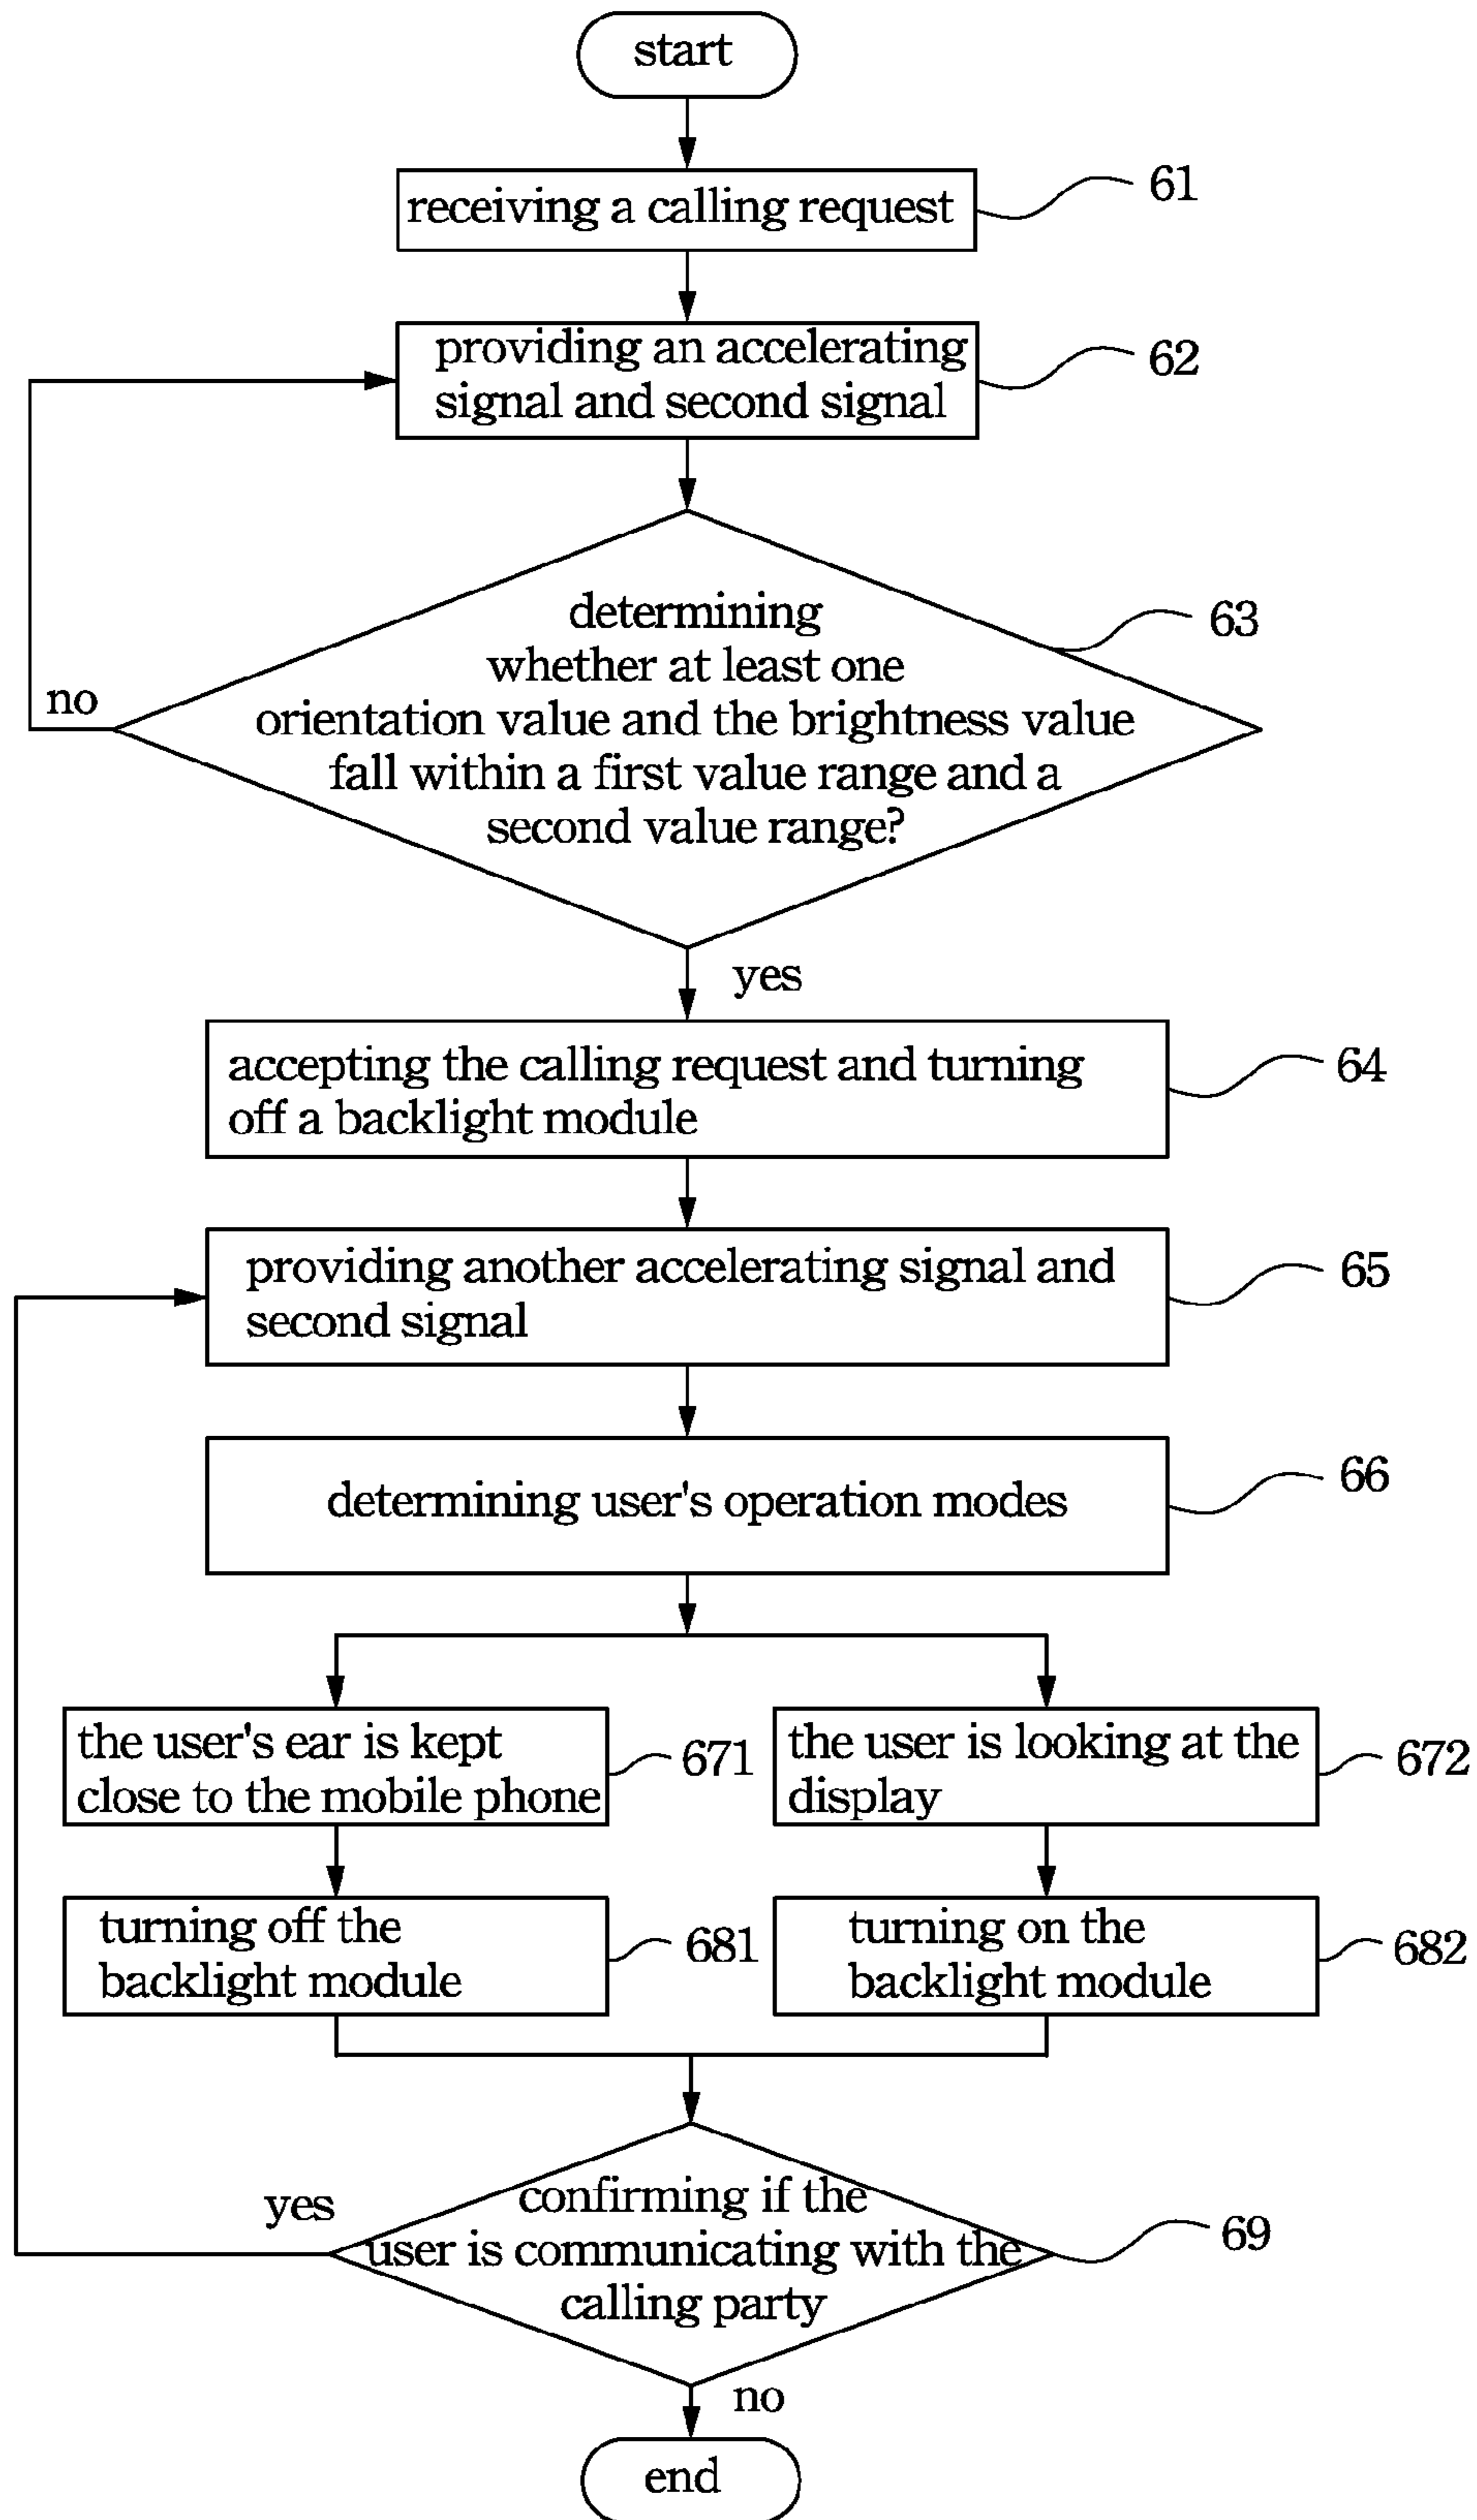 start
receiving a calling request
61
providing an accelerating
signal and second signal
62
determining
whether at least one
orientation value and the brightness value
fall within a first value range and a
second value range?
63
no
yes
accepting the calling request and turning
off a backlight module
64
providing another accelerating signal and
second signal
65
determining user's operation modes
66
the user's ear is kept
close to the mobile phone
671
the user is looking at the
display
672
turning off the
backlight module
681
turning on the
backlight module
682
yes
confirming if the
user is communicating with the
calling party
69
no
end